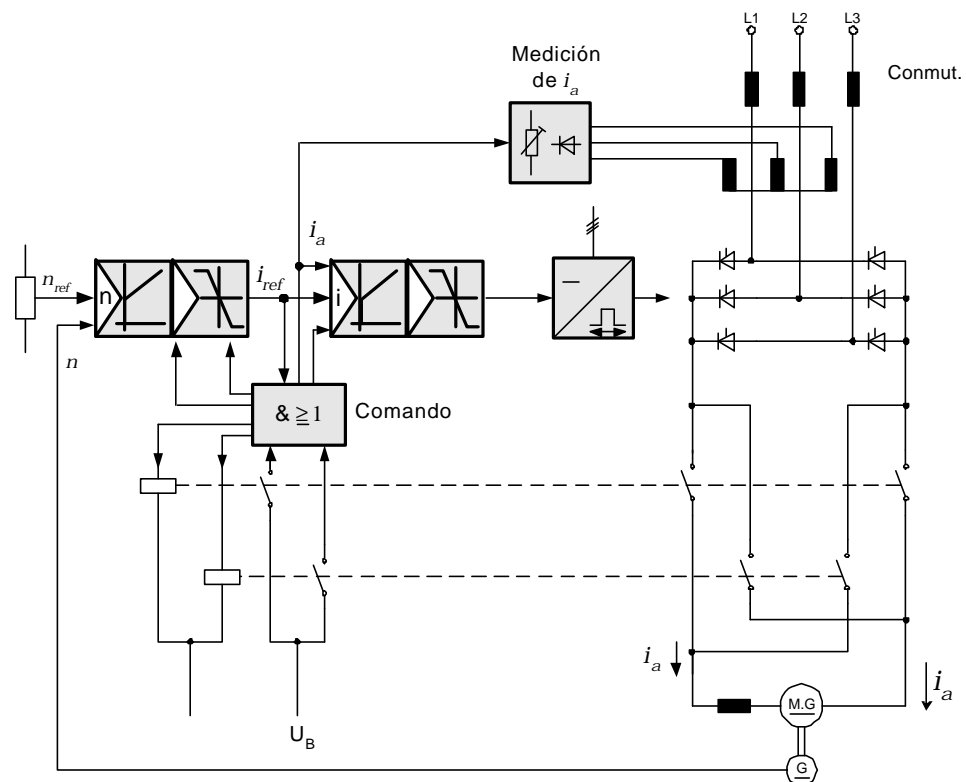 L1 L2 L3
Medición
de i_a
Conmut.
i_a
n_ref
n
i_ref
i
n
& ≧ 1
Comando
i_a
i_a
M.G
U_B
G